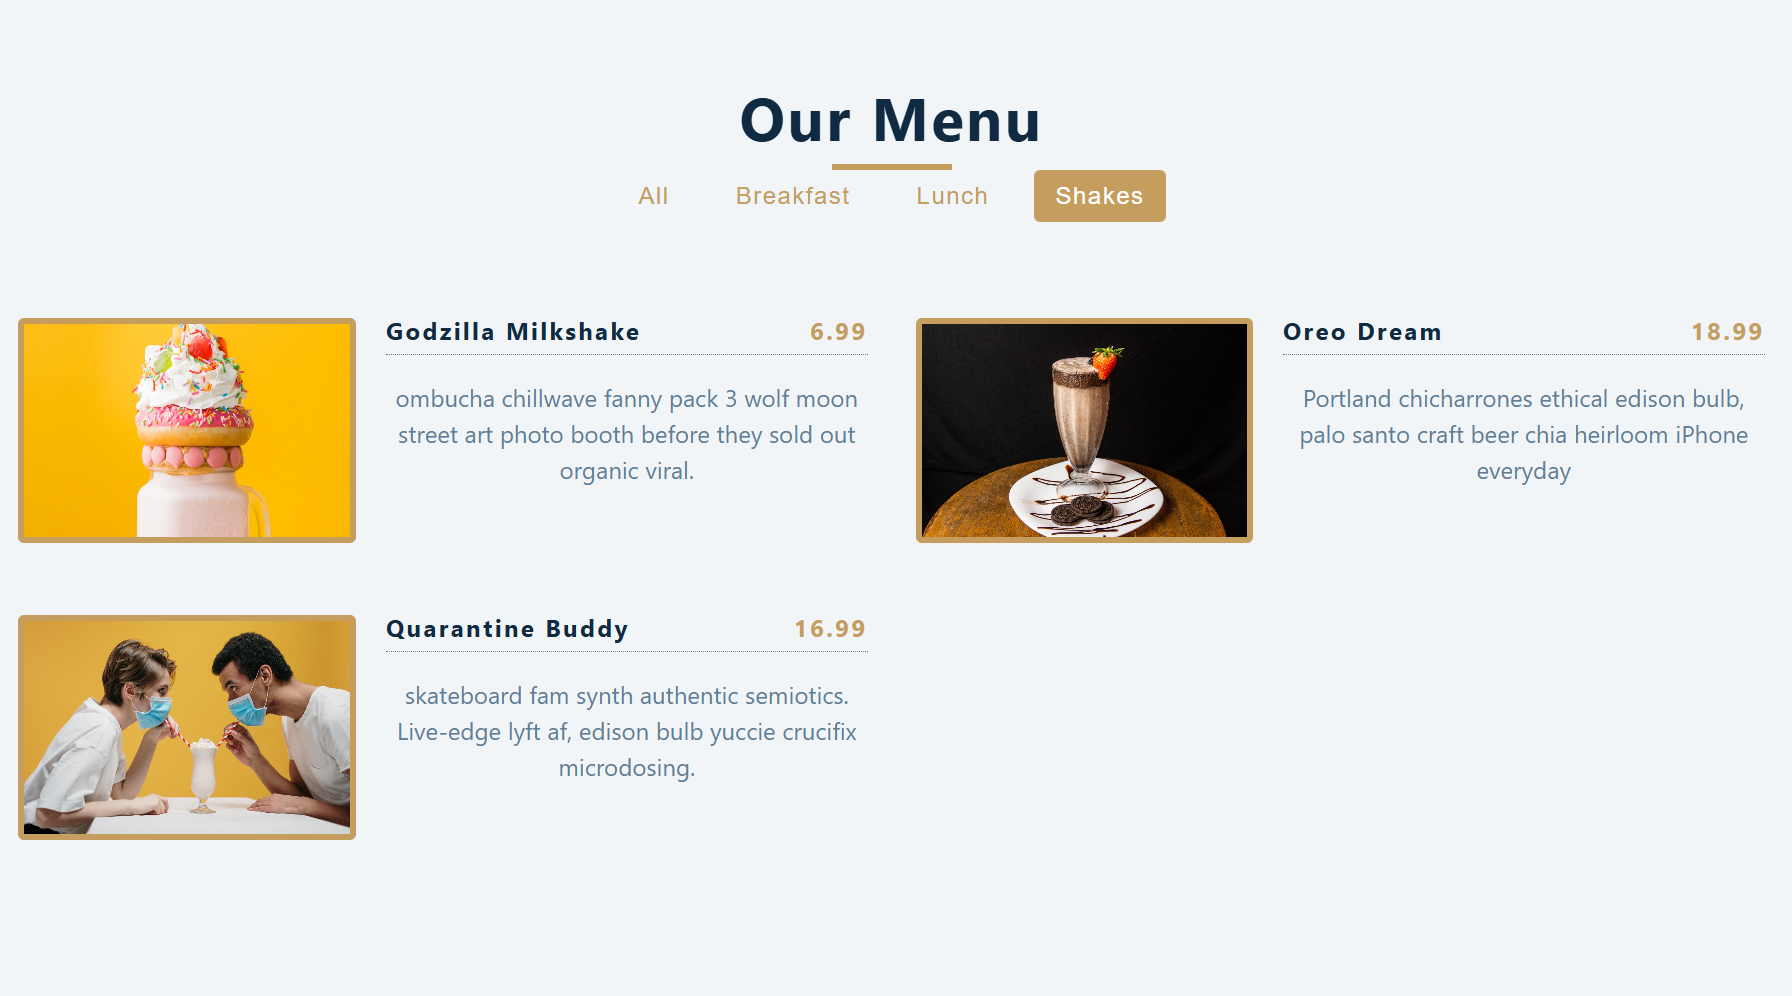 Our Menu
All Breakfast Lunch Shakes
Godzilla Milkshake 6.99
ombucha chillwave fanny pack 3 wolf moon
street art photo booth before they sold out
organic viral.
Oreo Dream 18.99
Portland chicharrones ethical edison bulb,
palo santo craft beer chia heirloom iPhone
everyday
Quarantine Buddy 16.99
skateboard fam synth authentic semiotics.
Live-edge lyft af, edison bulb yuccie crucifix
microdosing.